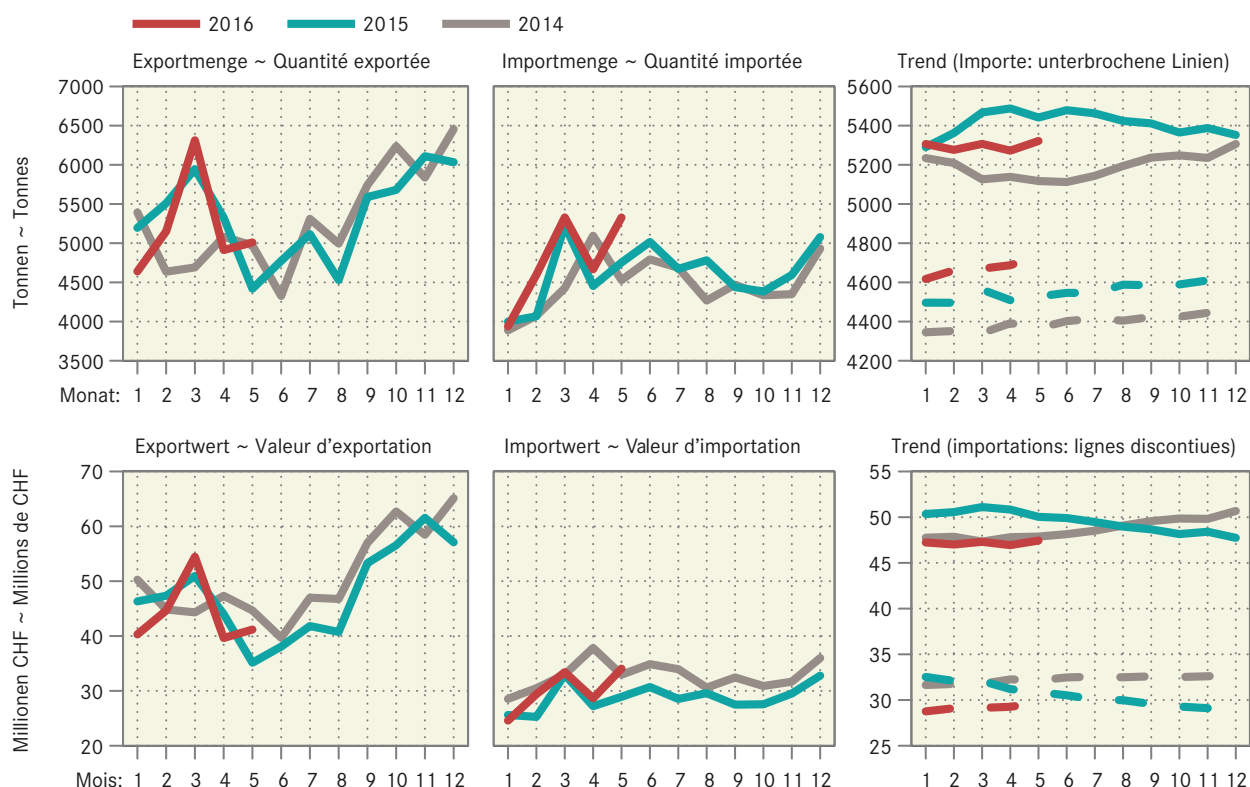 2016 2015 2014
Exportmenge ~ Quantité exportée
Importmenge ~ Quantité importée
Trend (Importe: unterbrochene Linien)
Tonnen ~ Tonnes
7000
6500
6000
5500
5000
4500
4000
3500
5600
5400
5200
5000
4800
4600
4400
4200
Monat: 1 2 3 4 5 6 7 8 9 10 11 12
1 2 3 4 5 6 7 8 9 10 11 12
1 2 3 4 5 6 7 8 9 10 11 12
Exportwert ~ Valeur d’exportation
Importwert ~ Valeur d’importation
Trend (importations: lignes discontiues)
Millionen CHF ~ Millions de CHF
70
60
50
40
30
20
55
50
45
40
35
30
25
Mois: 1 2 3 4 5 6 7 8 9 10 11 12
1 2 3 4 5 6 7 8 9 10 11 12
1 2 3 4 5 6 7 8 9 10 11 12